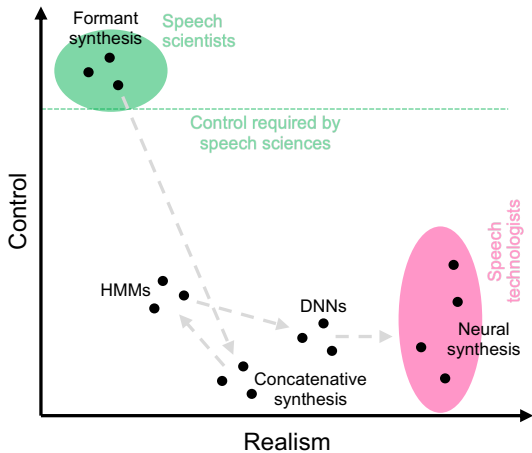 Formant
synthesis
Speech
scientists
Control required by
speech sciences
Control
HMMs
DNNs
Concatenative
synthesis
Speech
technologists
Neural
synthesis
Realism